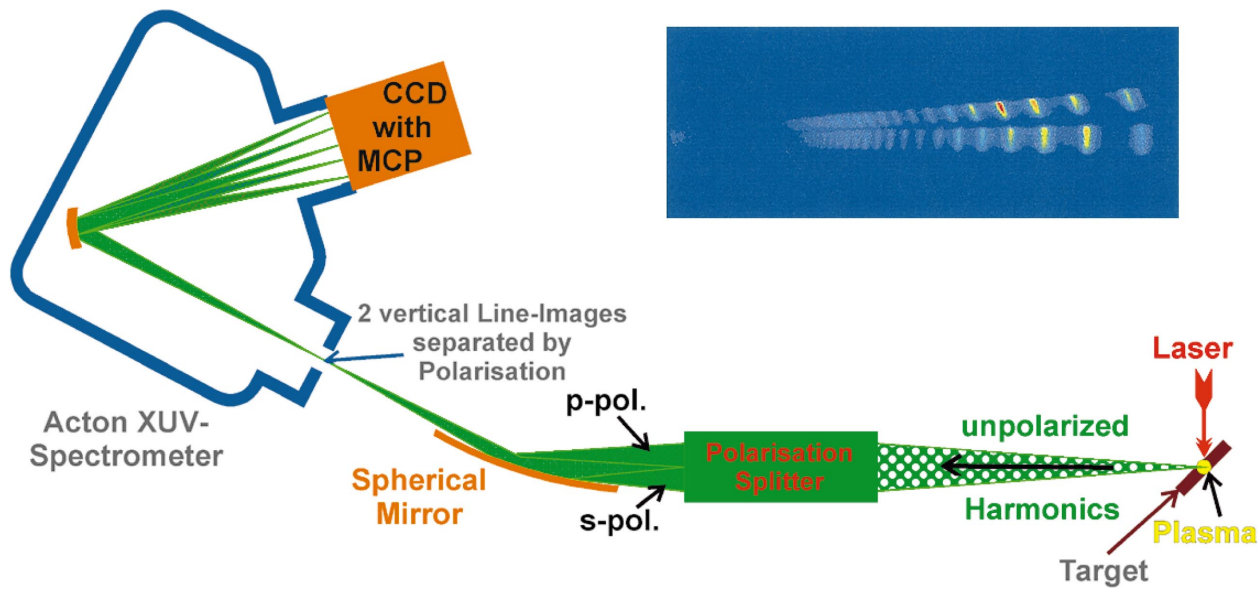 CCD
with
MCP
2 vertical Line-Images
separated by
Polarisation
Acton XUV-
Spectrometer
Spherical
Mirror
p-pol.
s-pol.
Polarisation
Splitter
unpolarized
Harmonics
Laser
Plasma
Target